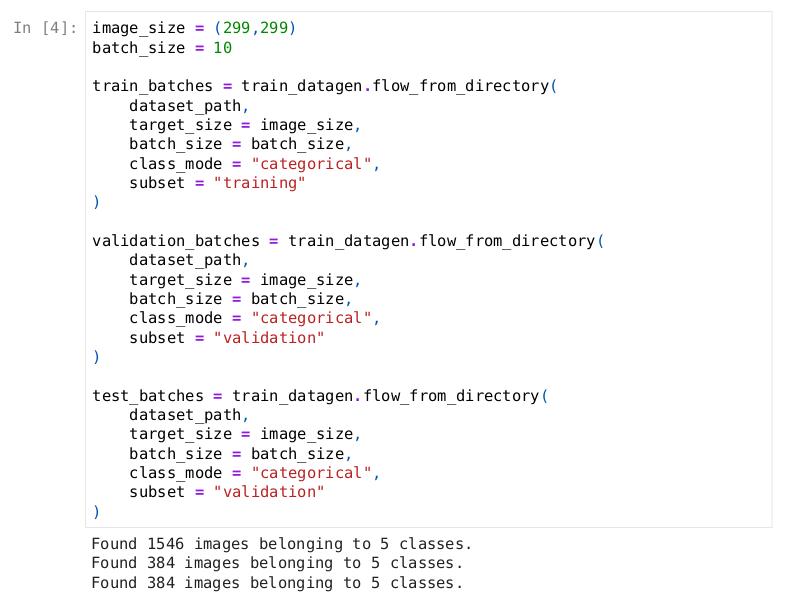 In [4]:
image_size = (299,299)
batch_size = 10

train_batches = train_datagen.flow_from_directory(
    dataset_path,
    target_size = image_size,
    batch_size = batch_size,
    class_mode = "categorical",
    subset = "training"
)

validation_batches = train_datagen.flow_from_directory(
    dataset_path,
    target_size = image_size,
    batch_size = batch_size,
    class_mode = "categorical",
    subset = "validation"
)

test_batches = train_datagen.flow_from_directory(
    dataset_path,
    target_size = image_size,
    batch_size = batch_size,
    class_mode = "categorical",
    subset = "validation"
)
Found 1546 images belonging to 5 classes.
Found 384 images belonging to 5 classes.
Found 384 images belonging to 5 classes.